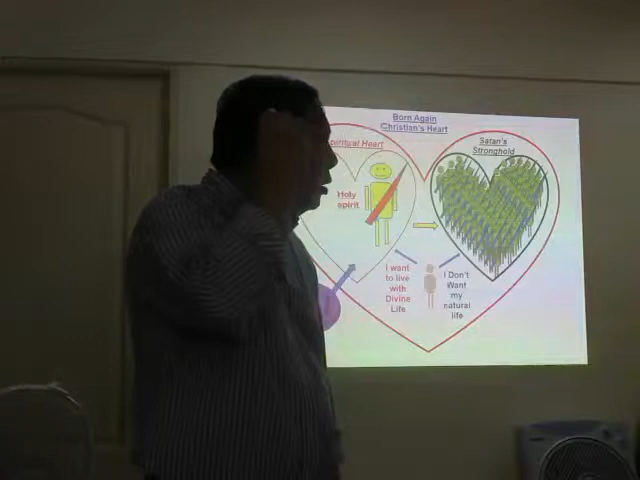 Born Again
Christian's Heart
piritual Heart
Satan's
Stronghold
Holy
spirit
I want
to live
with
Divine
Life
I Don't
Want
my
natural
life